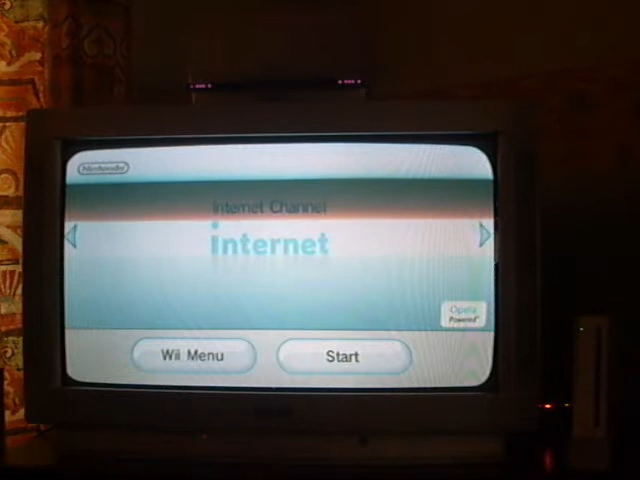 Nintendo
Internet Channel
internet
Opera
Powered
Wii Menu
Start